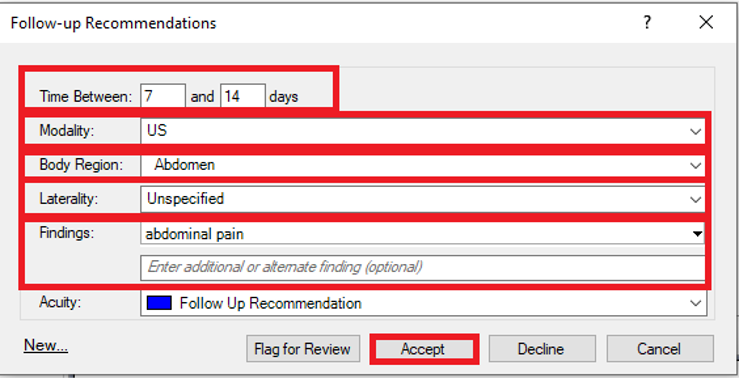 Follow-up Recommendations ?
Time Between: 7 and 14 days
Modality: US
Body Region: Abdomen
Laterality: Unspecified
Findings: abdominal pain
Enter additional or alternate finding (optional)
Acuity: Follow Up Recommendation
New... Flag for Review Accept Decline Cancel